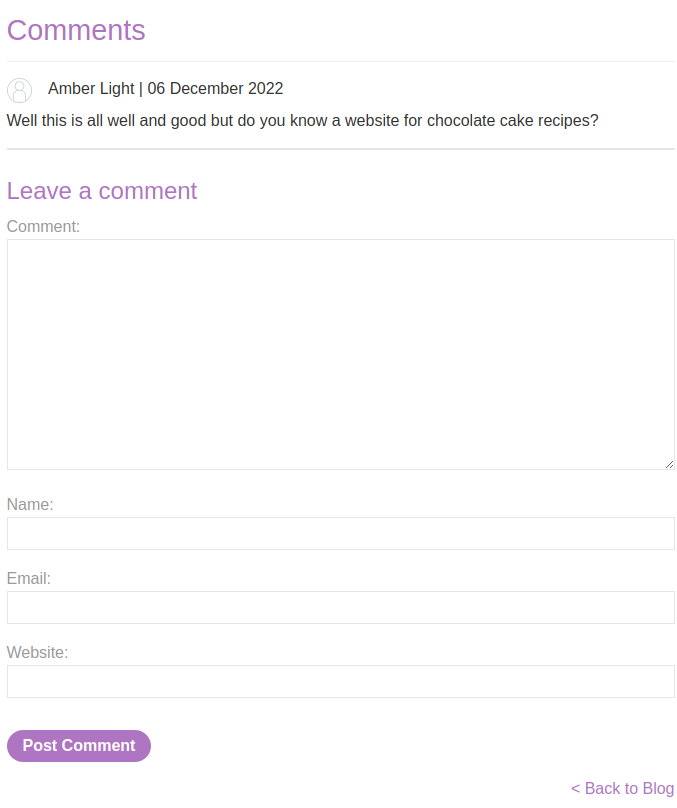 Comments
Amber Light | 06 December 2022
Well this is all well and good but do you know a website for chocolate cake recipes?
Leave a comment
Comment:
Name:
Email:
Website:
Post Comment
< Back to Blog